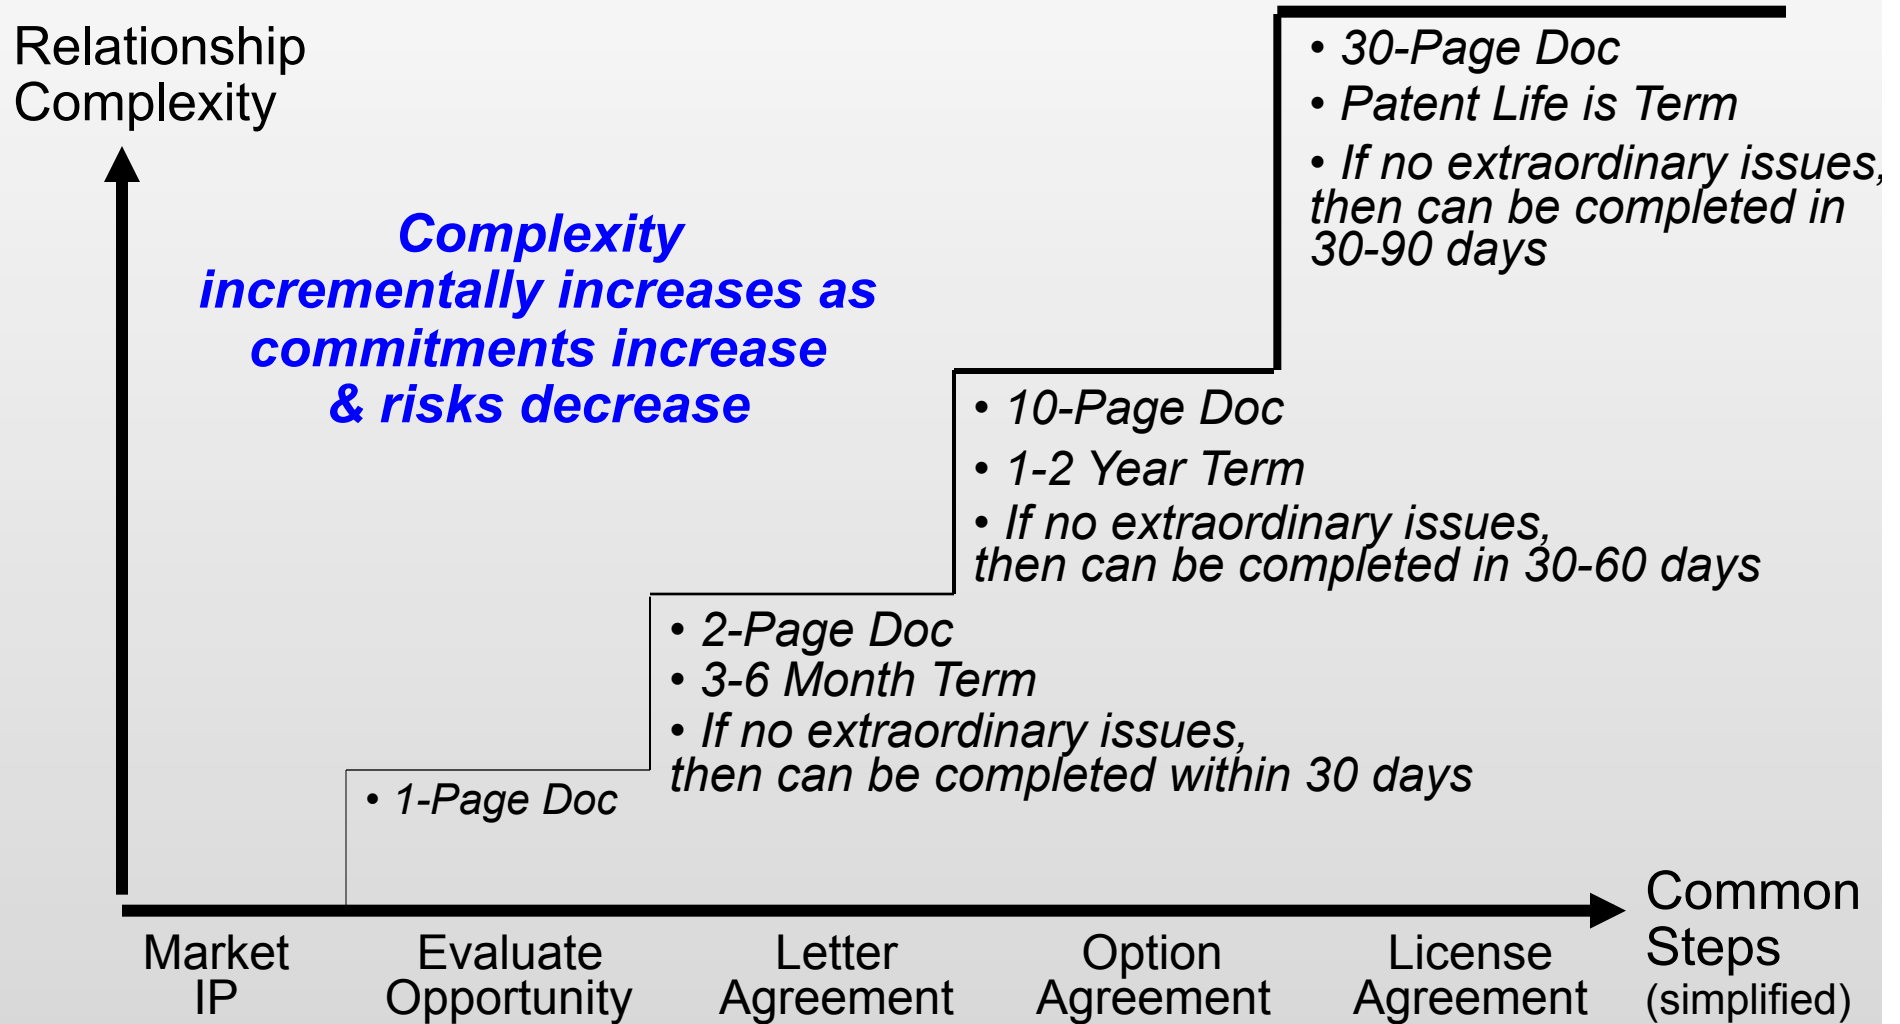 Relationship
Complexity
Complexity
incrementally increases as
commitments increase
& risks decrease
• 30-Page Doc
• Patent Life is Term
• If no extraordinary issues,
then can be completed in
30-90 days
• 10-Page Doc
• 1-2 Year Term
• If no extraordinary issues,
then can be completed in 30-60 days
• 2-Page Doc
• 3-6 Month Term
• If no extraordinary issues,
then can be completed within 30 days
• 1-Page Doc
Market
IP
Evaluate
Opportunity
Letter
Agreement
Option
Agreement
License
Agreement
Common
Steps
(simplified)